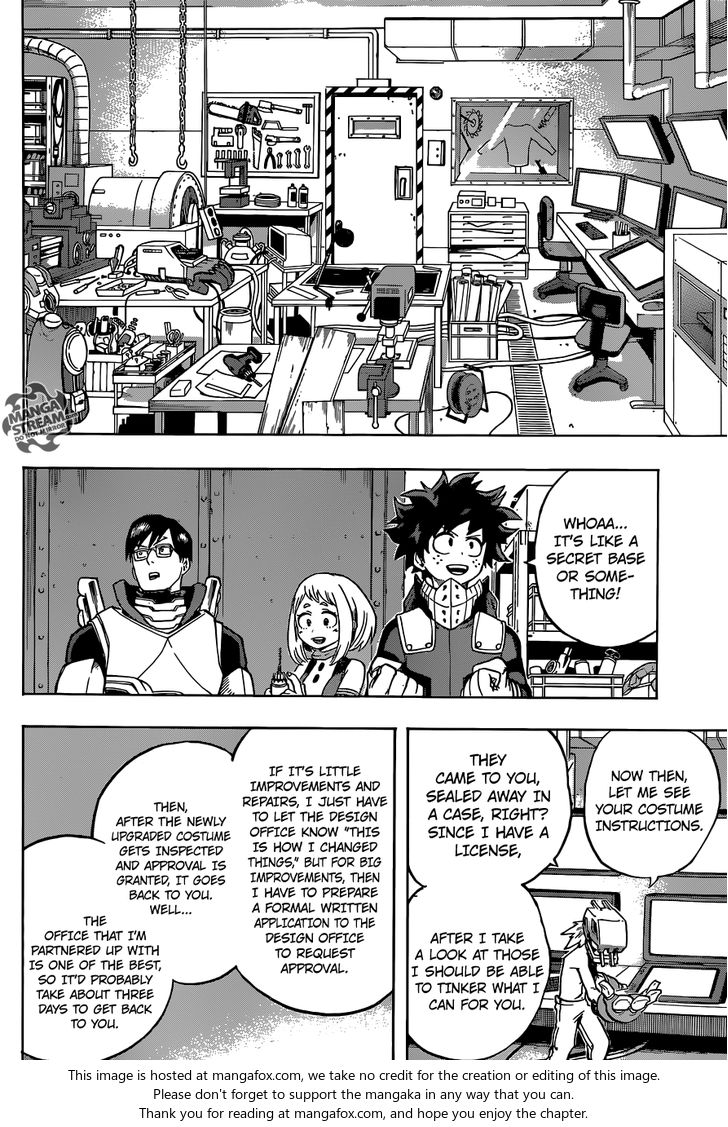 MANGA
STREAM
DO NOT MIRROR
WHOAA...
IT'S LIKE A
SECRET BASE
OR SOME-
THING!
NOW THEN,
LET ME SEE
YOUR COSTUME
INSTRUCTIONS.
THEY
CAME TO YOU,
SEALED AWAY IN
A CASE, RIGHT?
SINCE I HAVE A
LICENSE,
AFTER I TAKE
A LOOK AT THOSE
I SHOULD BE ABLE
TO TINKER WHAT I
CAN FOR YOU.
IF IT'S LITTLE
IMPROVEMENTS AND
REPAIRS, I JUST HAVE
TO LET THE DESIGN
OFFICE KNOW "THIS
IS HOW I CHANGED
THINGS," BUT FOR BIG
IMPROVEMENTS, THEN
I HAVE TO PREPARE
A FORMAL WRITTEN
APPLICATION TO THE
DESIGN OFFICE
TO REQUEST
APPROVAL.
THEN,
AFTER THE NEWLY
UPGRADED COSTUME
GETS INSPECTED
AND APPROVAL IS
GRANTED, IT GOES
BACK TO YOU.
WELL...
THE
OFFICE THAT I'M
PARTNERED UP WITH
IS ONE OF THE BEST,
SO IT'D PROBABLY
TAKE ABOUT THREE
DAYS TO GET BACK
TO YOU.
This image is hosted at mangafox.com, we take no credit for the creation or editing of this image.
Please don't forget to support the mangaka in any way that you can.
Thank you for reading at mangafox.com, and hope you enjoy the chapter.